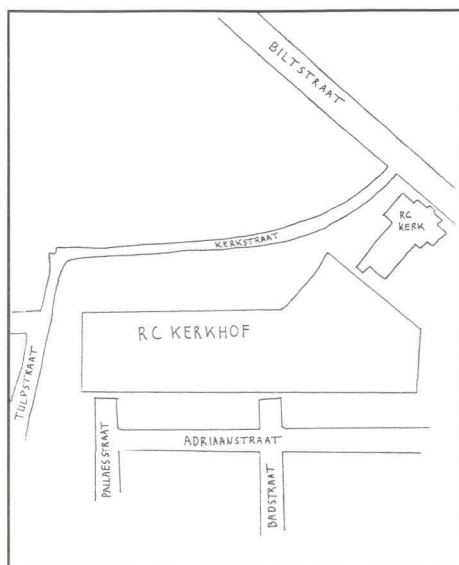 BILTSTRAAT
RC
KERK
KERKSTRAAT
RC KERKHOF
TULPSTRAAT
PALLAESSTRAAT
ADRIAANSTRAAT
BADSTRAAT